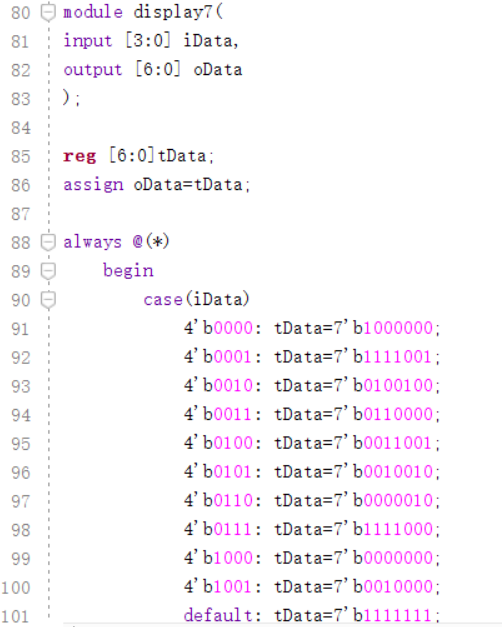 80 module display7(
81 input [3:0] iData,
82 output [6:0] oData
83 );
84
85 reg [6:0]tData;
86 assign oData=tData;
87
88 always @(*)
89 begin
90 case(iData)
91 4'b0000: tData=7'b1000000;
92 4'b0001: tData=7'b1111001;
93 4'b0010: tData=7'b0100100;
94 4'b0011: tData=7'b0110000;
95 4'b0100: tData=7'b0011001;
96 4'b0101: tData=7'b0010010;
97 4'b0110: tData=7'b0000010;
98 4'b0111: tData=7'b1111000;
99 4'b1000: tData=7'b0000000;
100 4'b1001: tData=7'b0010000;
101 default: tData=7'b1111111;